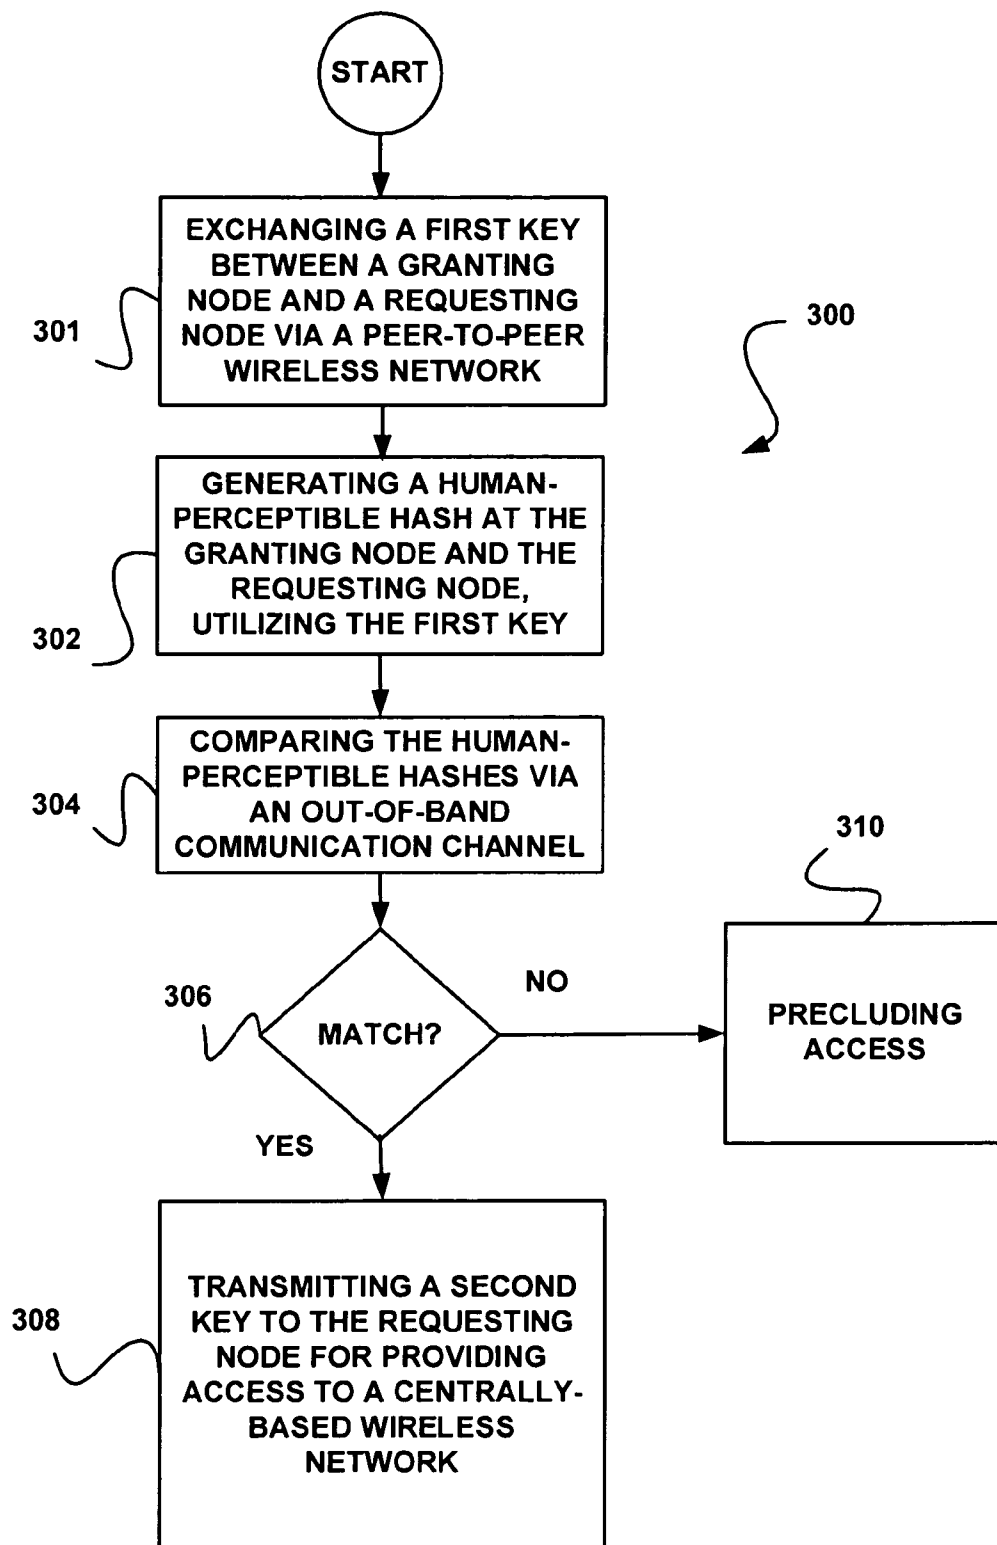 START
EXCHANGING A FIRST KEY
BETWEEN A GRANTING
NODE AND A REQUESTING
NODE VIA A PEER-TO-PEER
WIRELESS NETWORK
301
300
GENERATING A HUMAN-
PERCEPTIBLE HASH AT THE
GRANTING NODE AND THE
REQUESTING NODE,
UTILIZING THE FIRST KEY
302
COMPARING THE HUMAN-
PERCEPTIBLE HASHES VIA
AN OUT-OF-BAND
COMMUNICATION CHANNEL
304
310
306
MATCH?
NO
PRECLUDING
ACCESS
YES
TRANSMITTING A SECOND
KEY TO THE REQUESTING
NODE FOR PROVIDING
ACCESS TO A CENTRALLY-
BASED WIRELESS
NETWORK
308